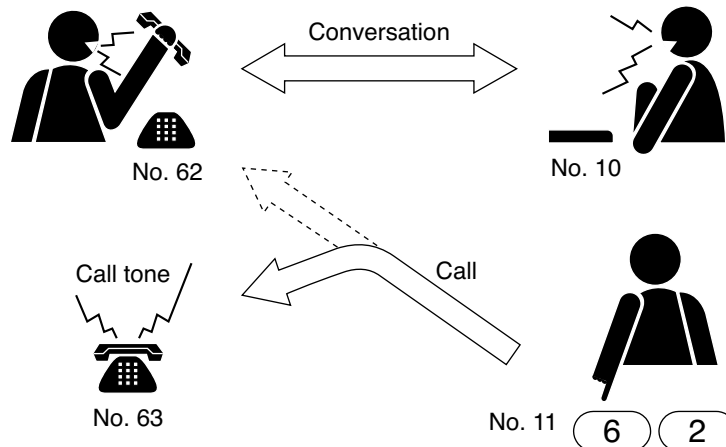 Conversation
No. 62
No. 10
Call tone
Call
No. 63
No. 11
6 2